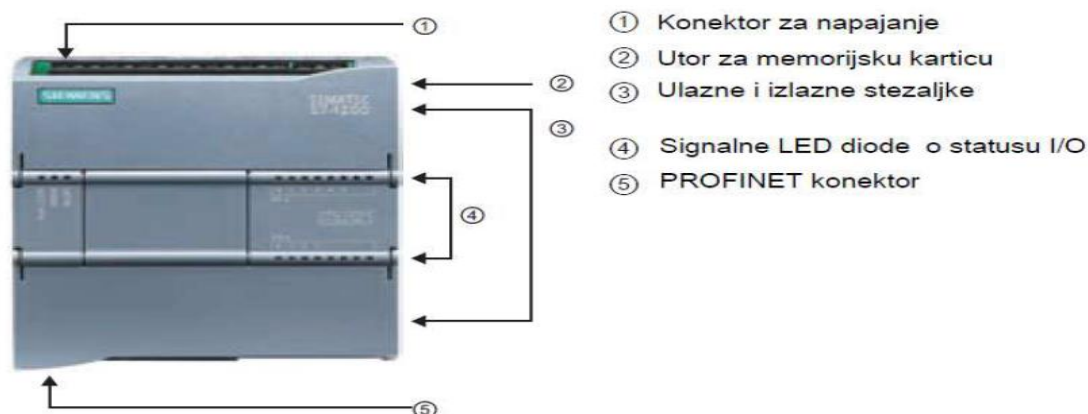 ①
① Konektor za napajanje
② Utor za memorijsku karticu
③ Ulazne i izlazne stezaljke
④ Signalne LED diode o statusu I/O
⑤ PROFINET konektor
SIEMENS
SIMATIC
S7-1200
②
③
④
⑤